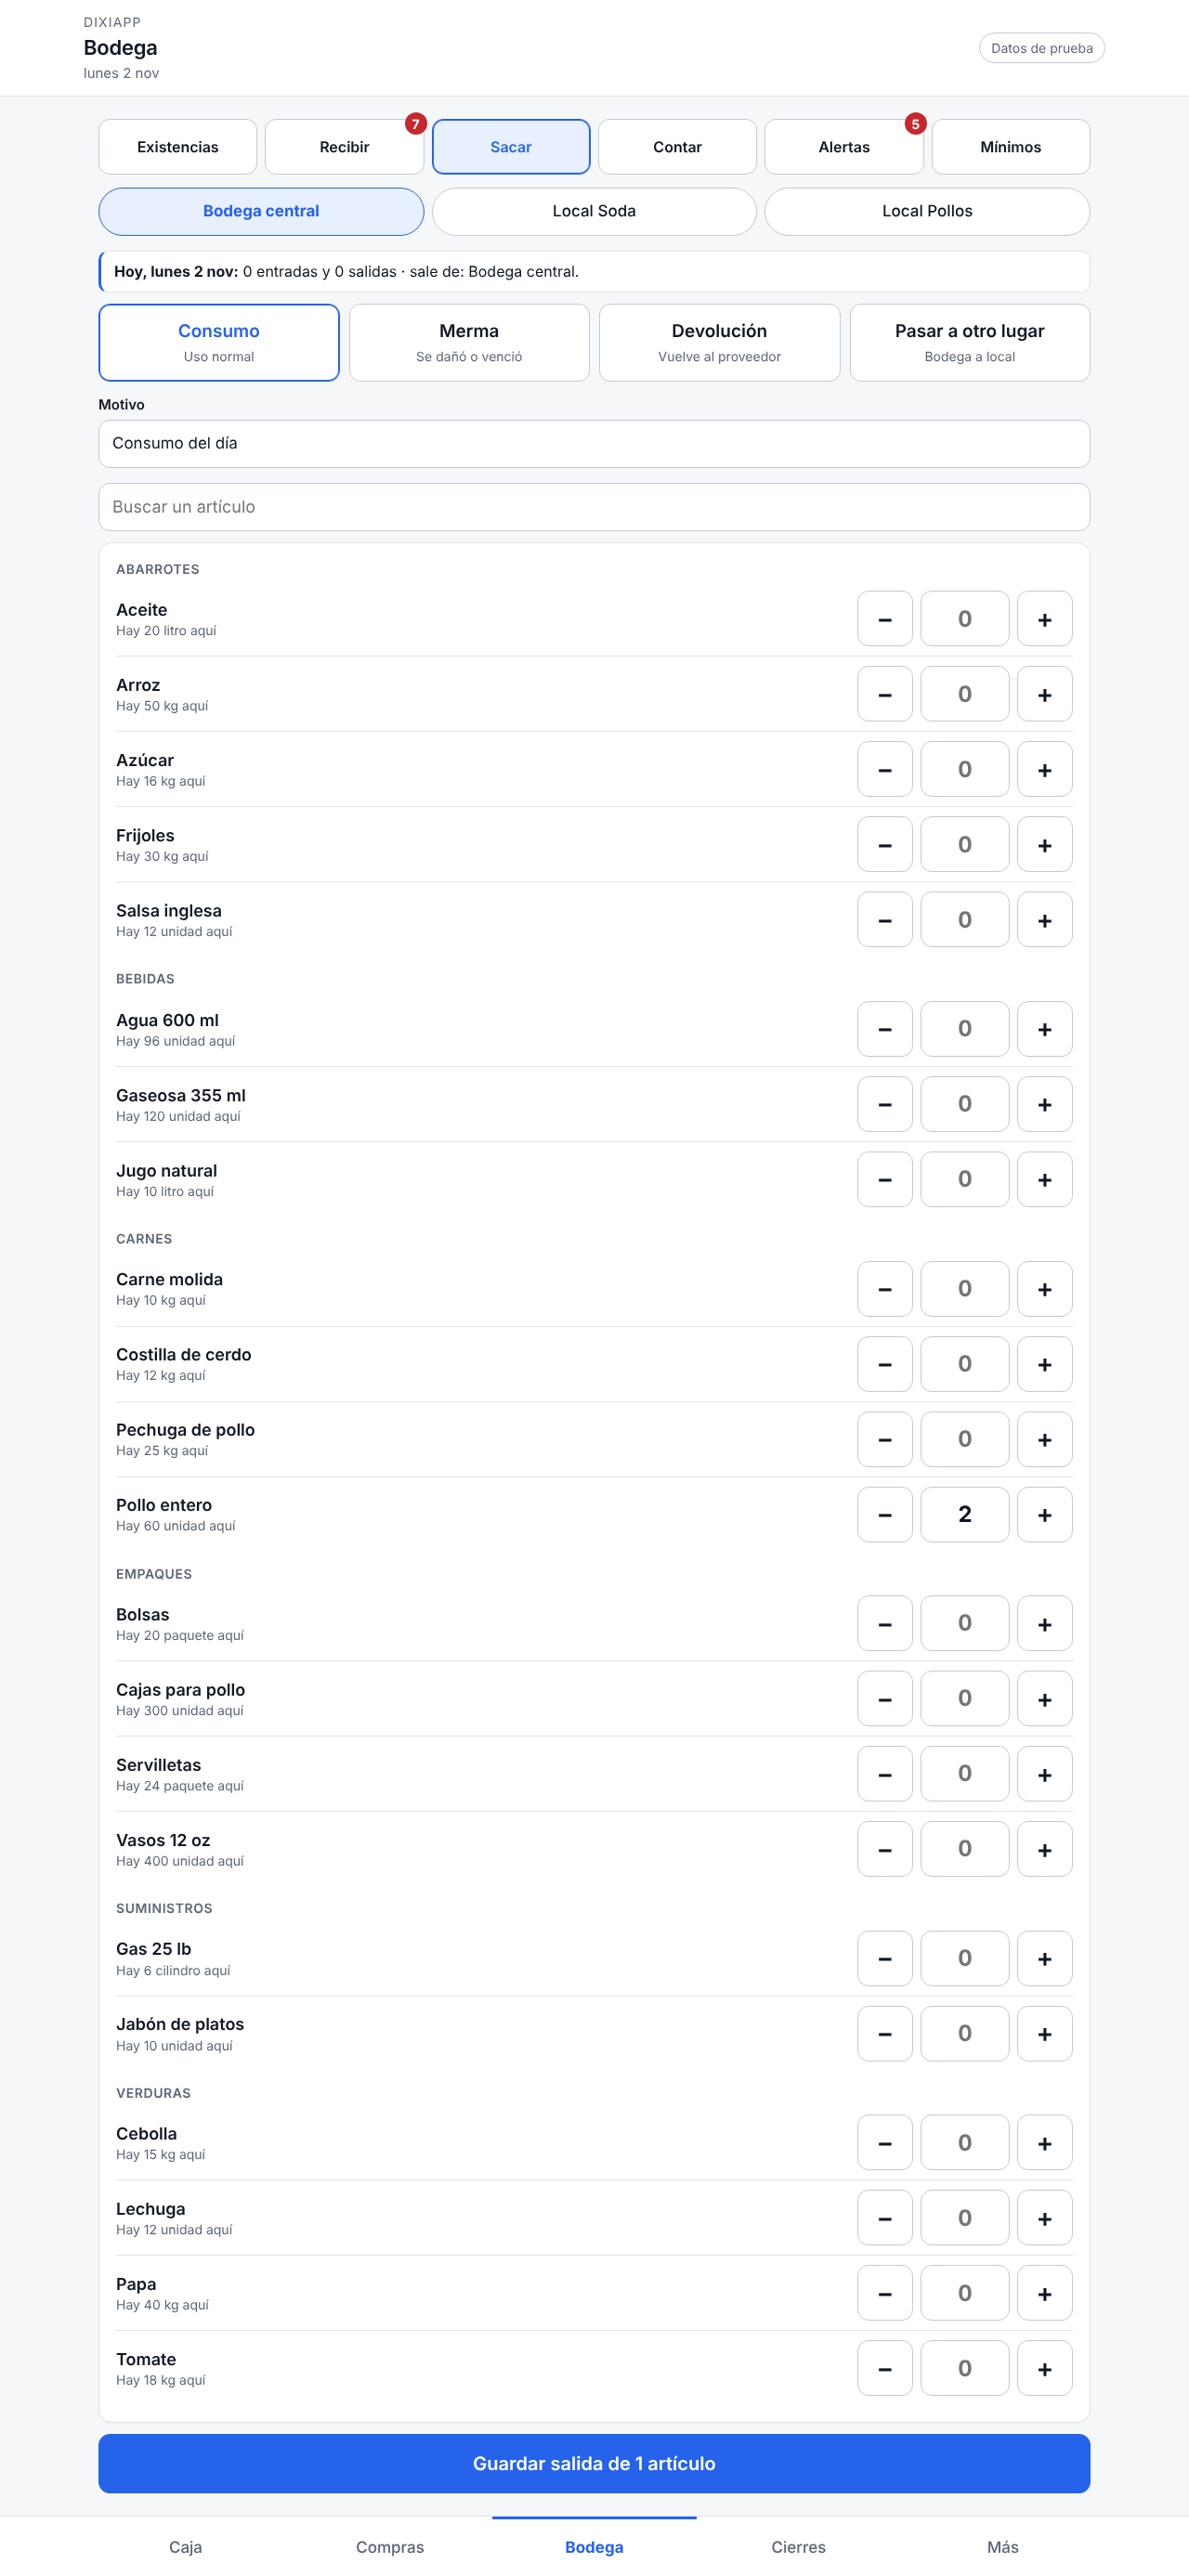 DIXIAPP
Bodega
lunes 2 nov
Datos de prueba
Existencias
Recibir
7
Sacar
Contar
Alertas
5
Mínimos
Bodega central
Local Soda
Local Pollos
Hoy, lunes 2 nov: 0 entradas y 0 salidas · sale de: Bodega central.
Consumo
Uso normal
Merma
Se dañó o venció
Devolución
Vuelve al proveedor
Pasar a otro lugar
Bodega a local
Motivo
Consumo del día
Buscar un artículo
ABARROTES
Aceite
Hay 20 litro aquí
− 0 +
Arroz
Hay 50 kg aquí
− 0 +
Azúcar
Hay 16 kg aquí
− 0 +
Frijoles
Hay 30 kg aquí
− 0 +
Salsa inglesa
Hay 12 unidad aquí
− 0 +
BEBIDAS
Agua 600 ml
Hay 96 unidad aquí
− 0 +
Gaseosa 355 ml
Hay 120 unidad aquí
− 0 +
Jugo natural
Hay 10 litro aquí
− 0 +
CARNES
Carne molida
Hay 10 kg aquí
− 0 +
Costilla de cerdo
Hay 12 kg aquí
− 0 +
Pechuga de pollo
Hay 25 kg aquí
− 0 +
Pollo entero
Hay 60 unidad aquí
− 2 +
EMPAQUES
Bolsas
Hay 20 paquete aquí
− 0 +
Cajas para pollo
Hay 300 unidad aquí
− 0 +
Servilletas
Hay 24 paquete aquí
− 0 +
Vasos 12 oz
Hay 400 unidad aquí
− 0 +
SUMINISTROS
Gas 25 lb
Hay 6 cilindro aquí
− 0 +
Jabón de platos
Hay 10 unidad aquí
− 0 +
VERDURAS
Cebolla
Hay 15 kg aquí
− 0 +
Lechuga
Hay 12 unidad aquí
− 0 +
Papa
Hay 40 kg aquí
− 0 +
Tomate
Hay 18 kg aquí
− 0 +
Guardar salida de 1 artículo
Caja
Compras
Bodega
Cierres
Más